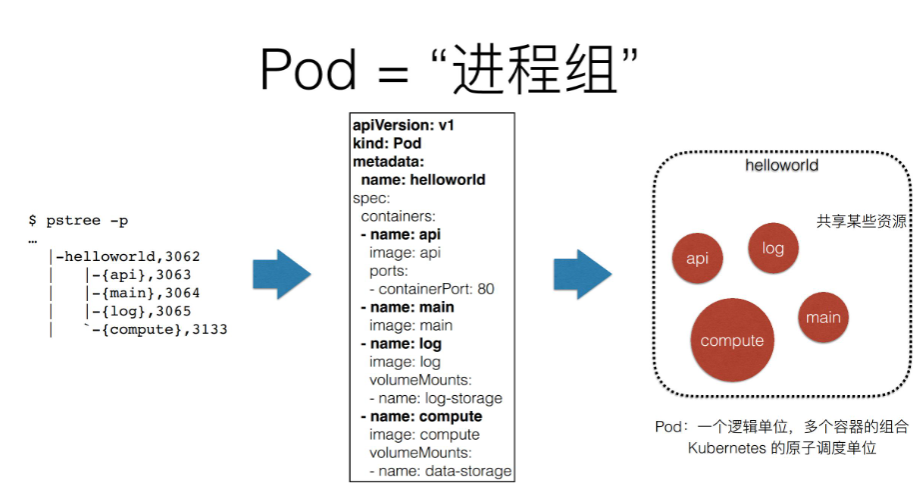 Pod = “进程组”
$ pstree -p
…
|-helloworld,3062
| |-{api},3063
| |-{main},3064
| |-{log},3065
| `-{compute},3133
apiVersion: v1
kind: Pod
metadata:
name: helloworld
spec:
containers:
- name: api
image: api
ports:
- containerPort: 80
- name: main
image: main
- name: log
image: log
volumeMounts:
- name: log-storage
- name: compute
image: compute
volumeMounts:
- name: data-storage
helloworld
共享某些资源
api
log
main
compute
Pod：一个逻辑单位，多个容器的组合
Kubernetes 的原子调度单位